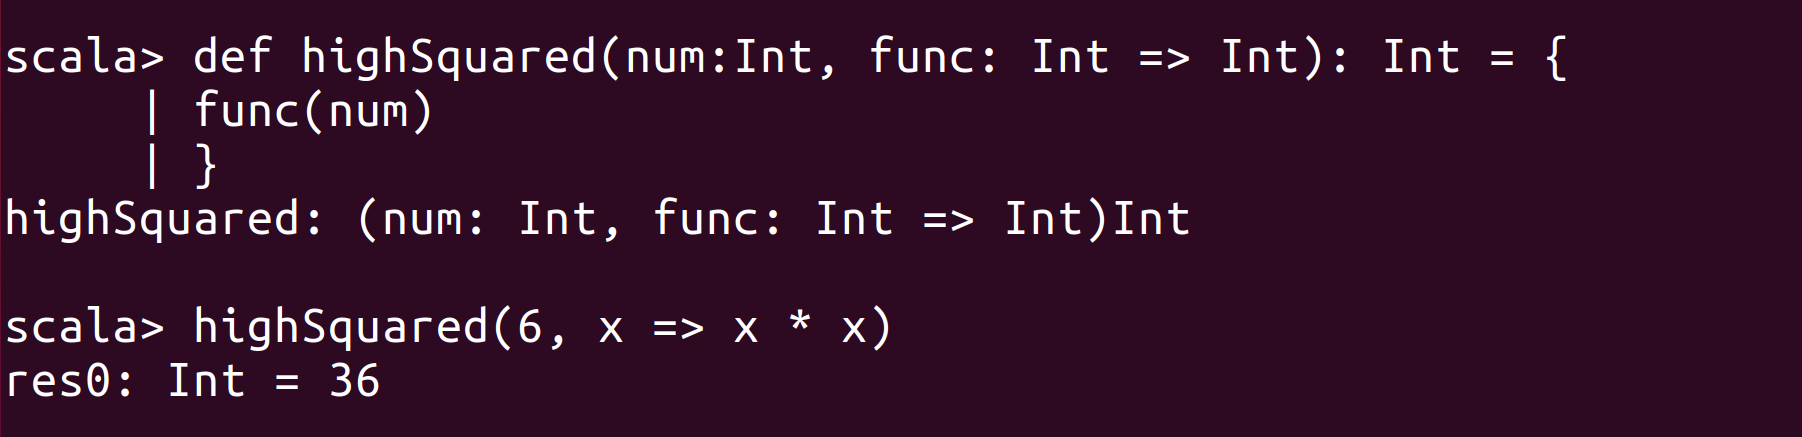 scala> def highSquared(num:Int, func: Int => Int): Int = {
     | func(num)
     | }
highSquared: (num: Int, func: Int => Int)Int
scala> highSquared(6, x => x * x)
res0: Int = 36